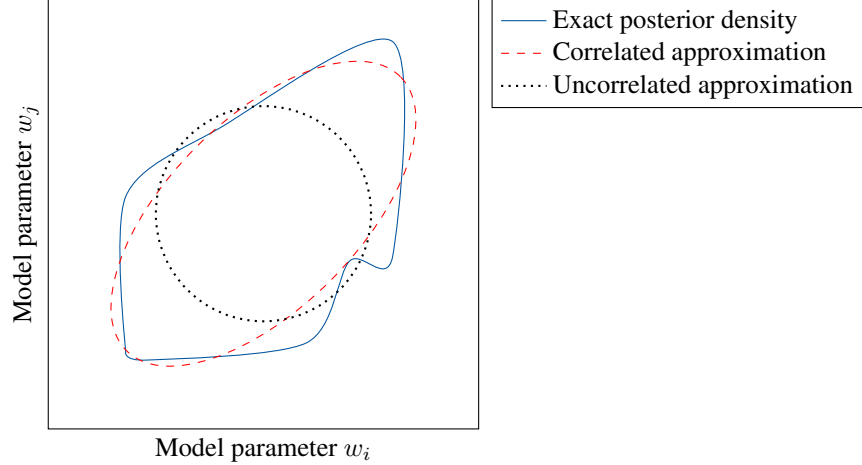 Exact posterior density
Correlated approximation
Uncorrelated approximation
Model parameter w_j
Model parameter w_i